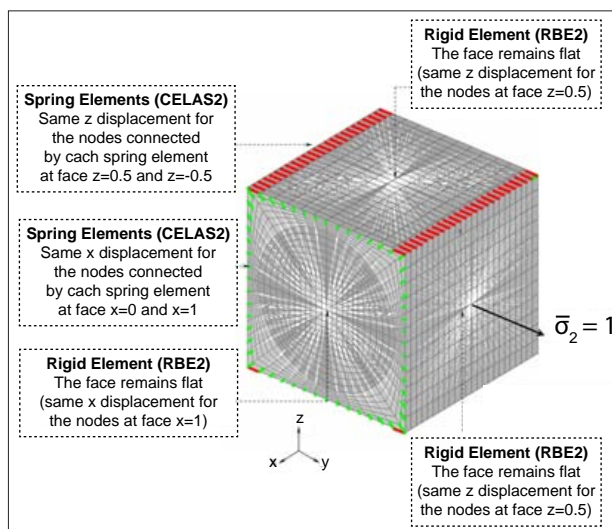 Rigid Element (RBE2)
The face remains flat
(same z displacement for
the nodes at face z=0.5)
Spring Elements (CELAS2)
Same z displacement for
the nodes connected
by cach spring element
at face z=0.5 and z=-0.5
Spring Elements (CELAS2)
Same x displacement for
the nodes connected
by cach spring element
at face x=0 and x=1
Rigid Element (RBE2)
The face remains flat
(same x displacement for
the nodes at face x=1)
σ̄₂ = 1
z
x
y
Rigid Element (RBE2)
The face remains flat
(same z displacement for
the nodes at face z=0.5)